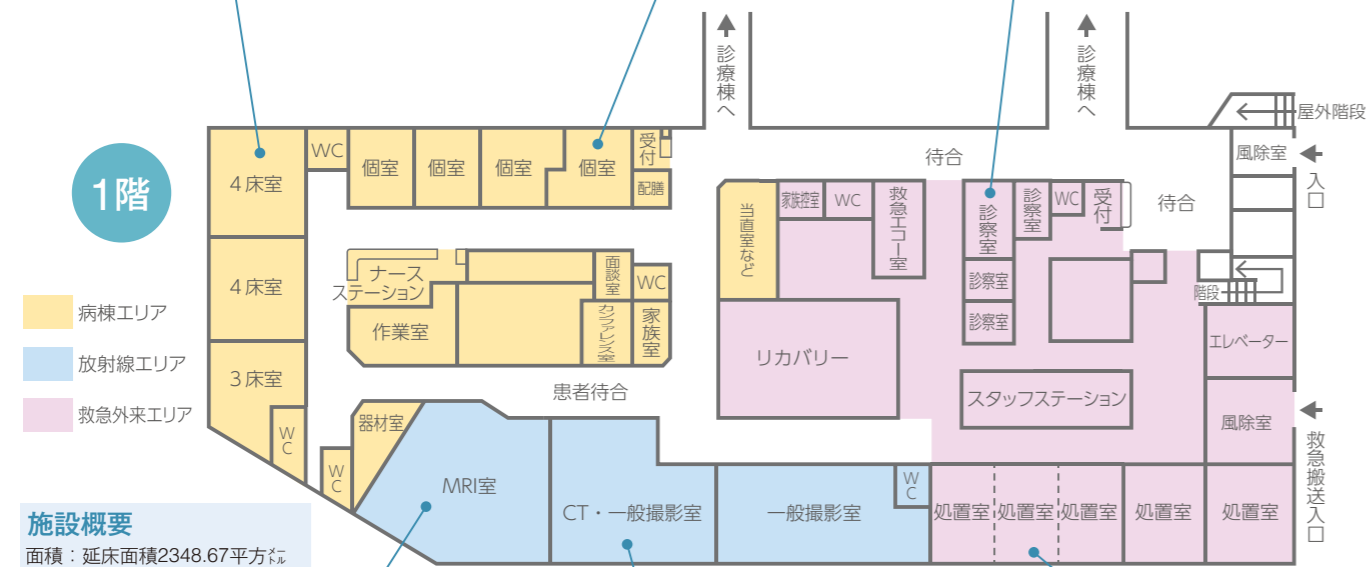 診療棟へ
診療棟へ
屋外階段
1階
4床室
WC
個室
個室
個室
個室
受付
配膳
待合
風除室
入口
当直室など
家族控室
WC
救急エコー室
診察室
診察室
WC
受付
待合
4床室
ナース
ステーション
面談室
WC
診察室
階段
病棟エリア
作業室
カンファレンス室
家族室
リカバリー
診察室
エレベーター
放射線エリア
3床室
患者待合
スタッフステーション
救急外来エリア
WC
器材室
風除室
救急搬送入口
WC
MRI室
CT・一般撮影室
一般撮影室
WC
処置室
処置室
処置室
処置室
処置室
施設概要
面積：延床面積2348.67平方メートル